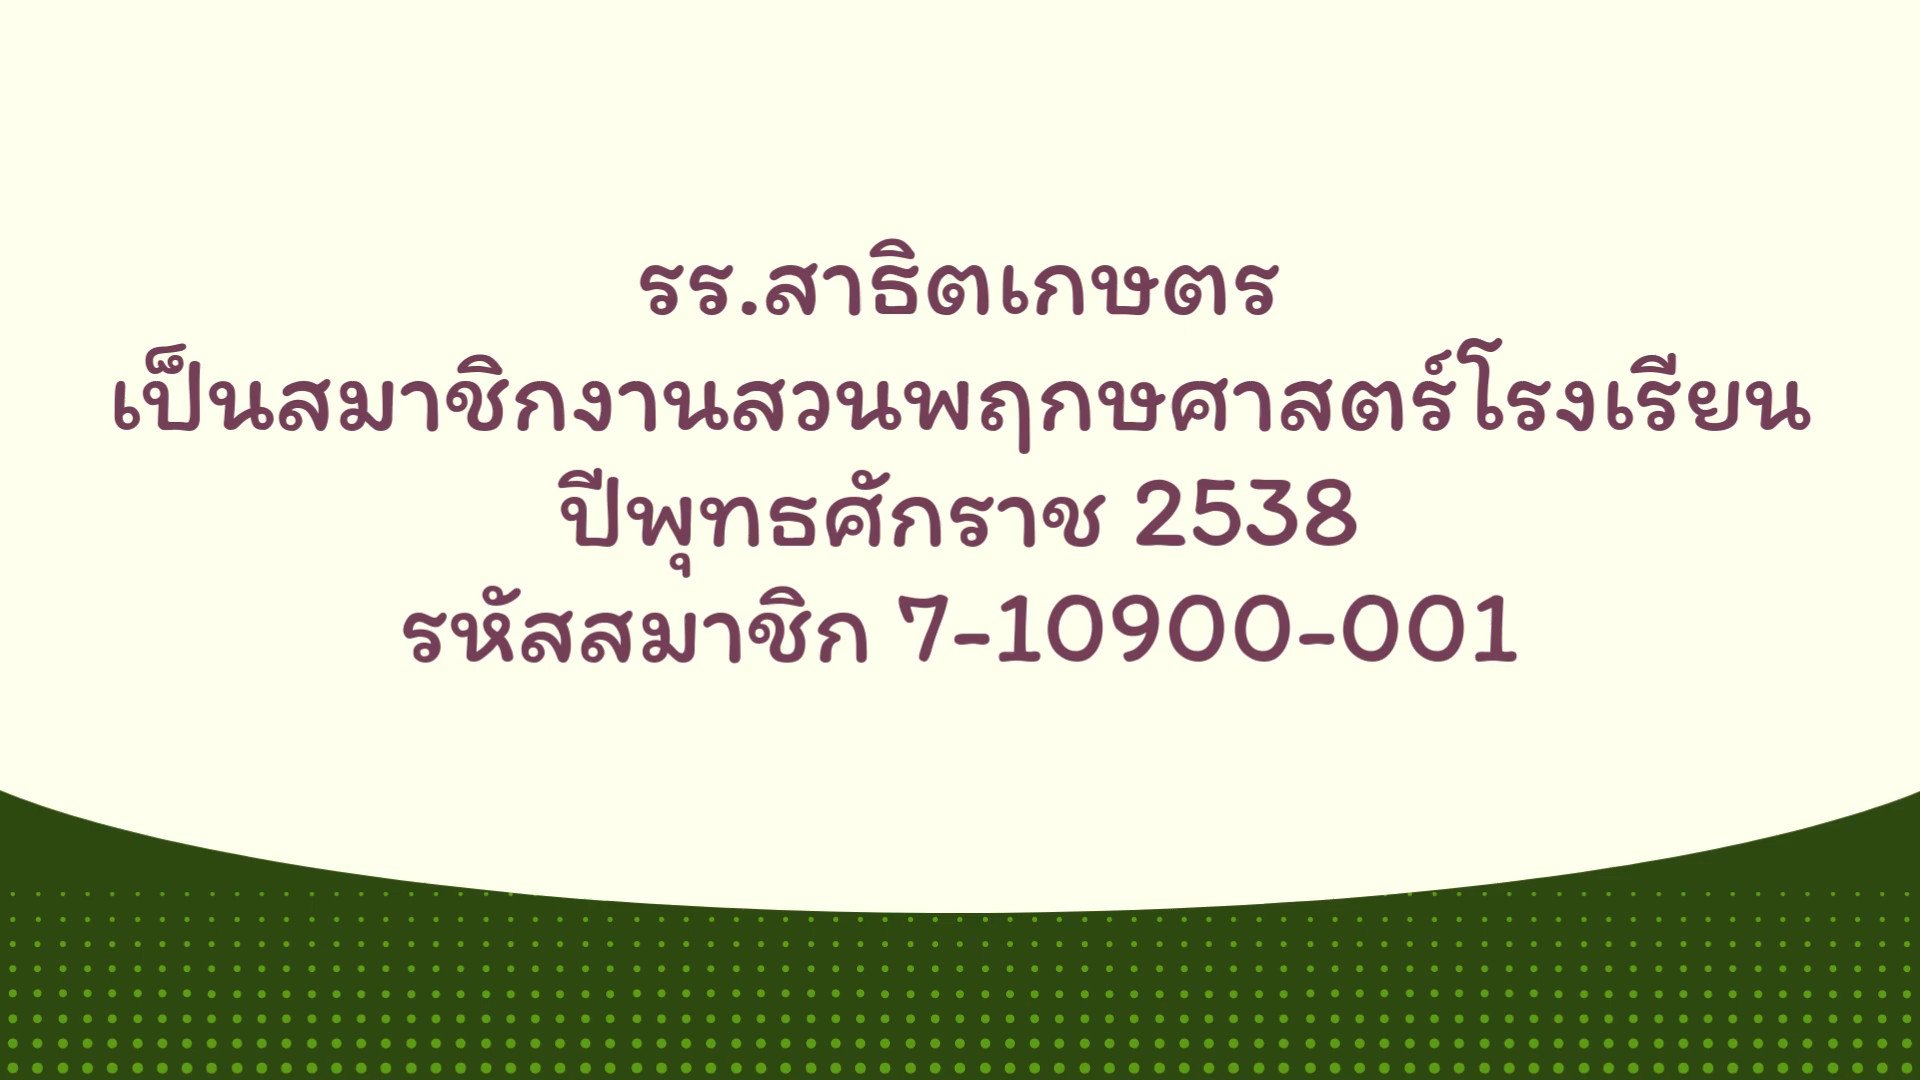 รร.สาธิตเกษตร
เป็นสมาชิกงานสวนพฤกษศาสตร์โรงเรียน
ปีพุทธศักราช 2538
รหัสสมาชิก 7-10900-001